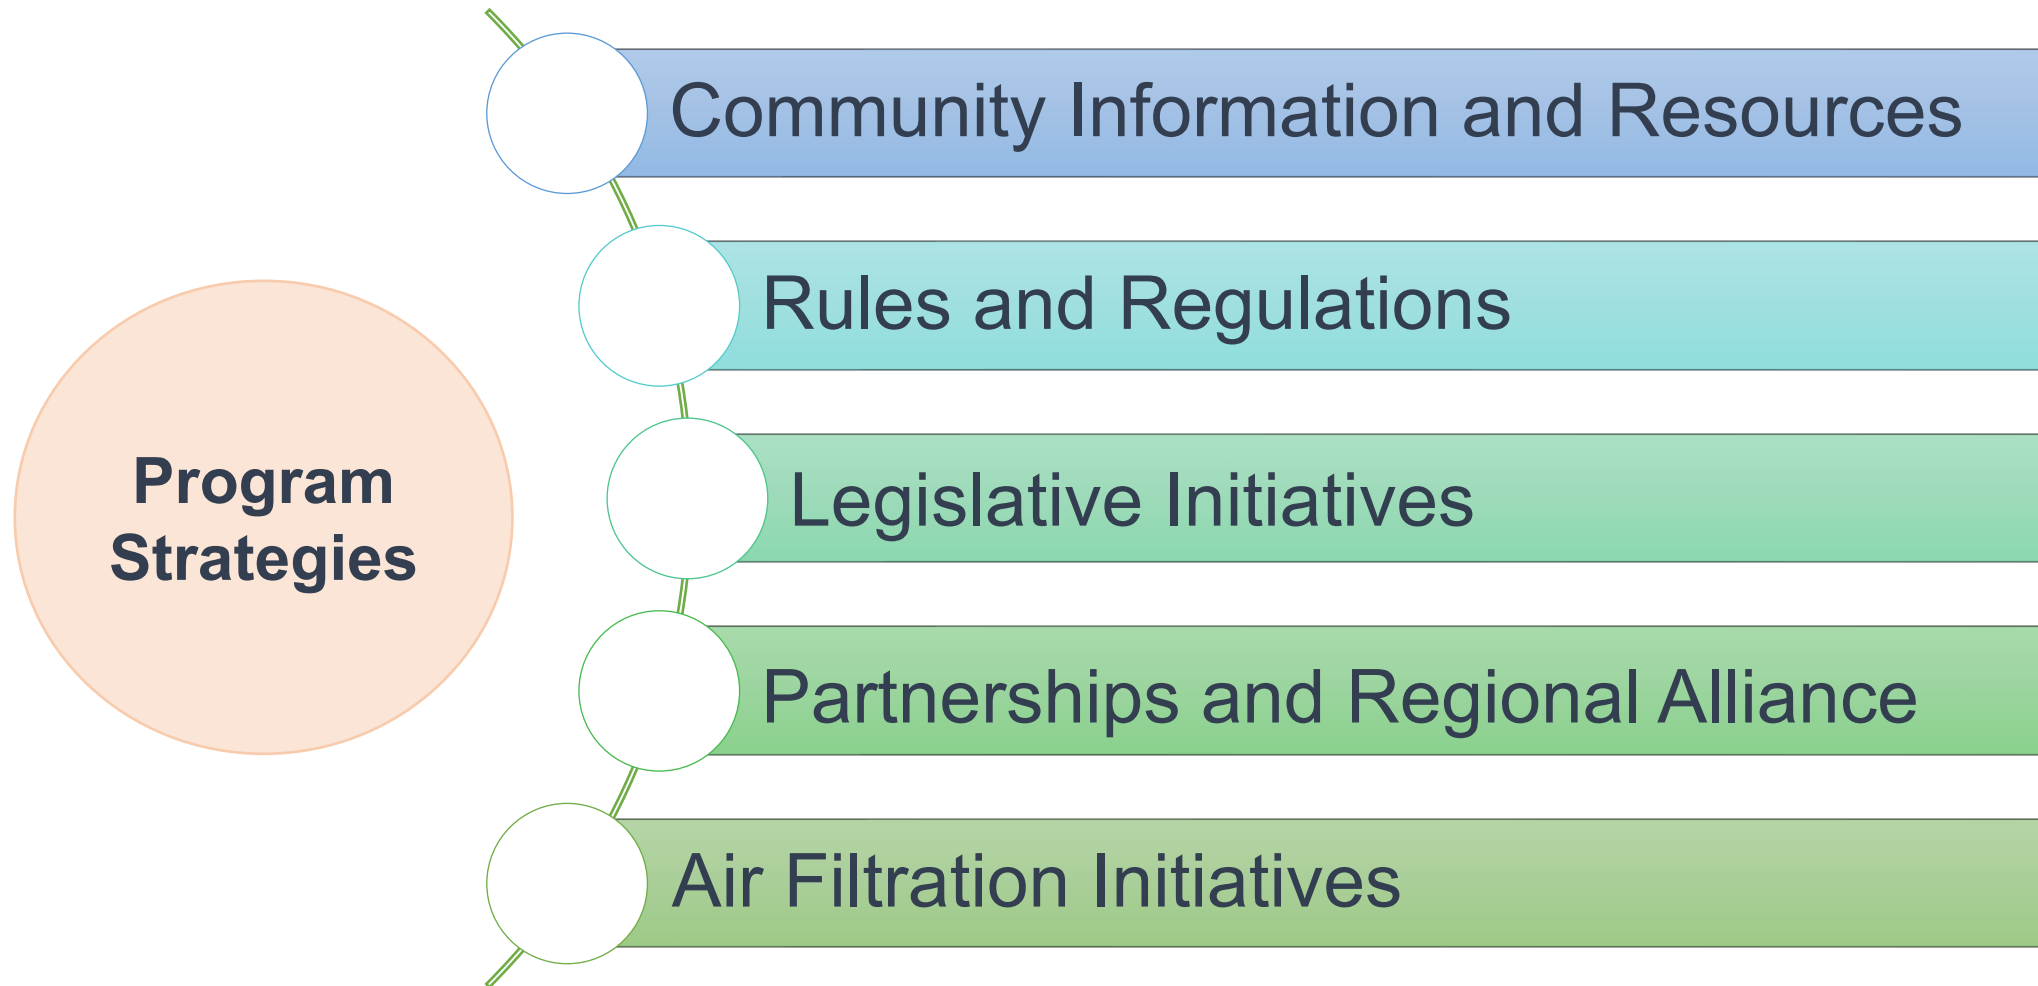 Program
Strategies
Community Information and Resources
Rules and Regulations
Legislative Initiatives
Partnerships and Regional Alliance
Air Filtration Initiatives